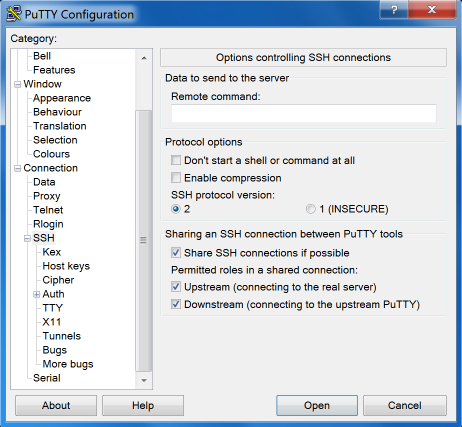 PuTTY Configuration
Category:
Bell
Features
Window
Appearance
Behaviour
Translation
Selection
Colours
Connection
Data
Proxy
Telnet
Rlogin
SSH
Kex
Host keys
Cipher
Auth
TTY
X11
Tunnels
Bugs
More bugs
Serial
Options controlling SSH connections
Data to send to the server
Remote command:
Protocol options
Don't start a shell or command at all
Enable compression
SSH protocol version:
2 1 (INSECURE)
Sharing an SSH connection between PuTTY tools
Share SSH connections if possible
Permitted roles in a shared connection:
Upstream (connecting to the real server)
Downstream (connecting to the upstream PuTTY)
About Help Open Cancel